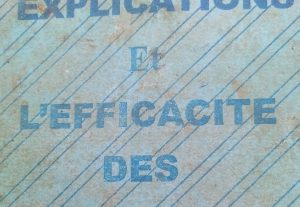 EXPLICATIONS
Et
L'EFFICACITE
DES